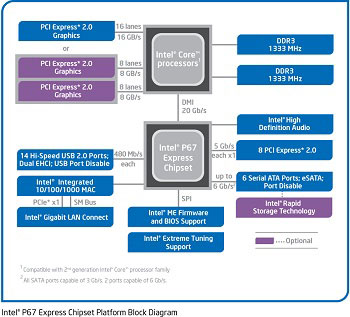 PCI Express* 2.0
Graphics
16 lanes
16 GB/s
or
PCI Express* 2.0
Graphics
8 lanes
8 GB/s
PCI Express* 2.0
Graphics
8 lanes
8 GB/s
Intel® Core™
processors¹
DDR3
1333 MHz
DDR3
1333 MHz
DMI
20 Gb/s
Intel® P67
Express
Chipset
14 Hi-Speed USB 2.0 Ports;
Dual EHCI; USB Port Disable
480 Mb/s
each
Intel® Integrated
10/100/1000 MAC
PCIe* x1
SM Bus
Intel® Gigabit LAN Connect
Intel® High
Definition Audio
5 Gb/s
each x1
8 PCI Express* 2.0
up to
6 Gb/s²
6 Serial ATA Ports; eSATA;
Port Disable
Intel® Rapid
Storage Technology
SPI
Intel® ME Firmware
and BIOS Support
Intel® Extreme Tuning
Support
Optional
¹ Compatible with 2nd generation Intel® Core™ processor family
² All SATA ports capable of 3 Gb/s. 2 ports capable of 6 Gb/s.
Intel® P67 Express Chipset Platform Block Diagram